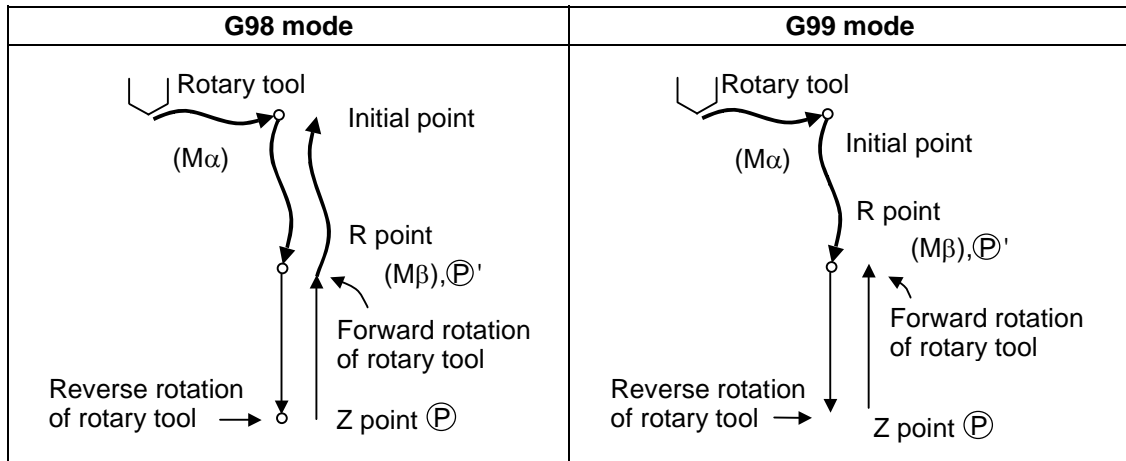 G98 mode
Rotary tool
Initial point
(Mα)
R point
(Mβ),Ⓟ'
Forward rotation
of rotary tool
Reverse rotation
of rotary tool
Z point Ⓟ
G99 mode
Rotary tool
Initial point
(Mα)
R point
(Mβ),Ⓟ'
Forward rotation
of rotary tool
Reverse rotation
of rotary tool
Z point Ⓟ